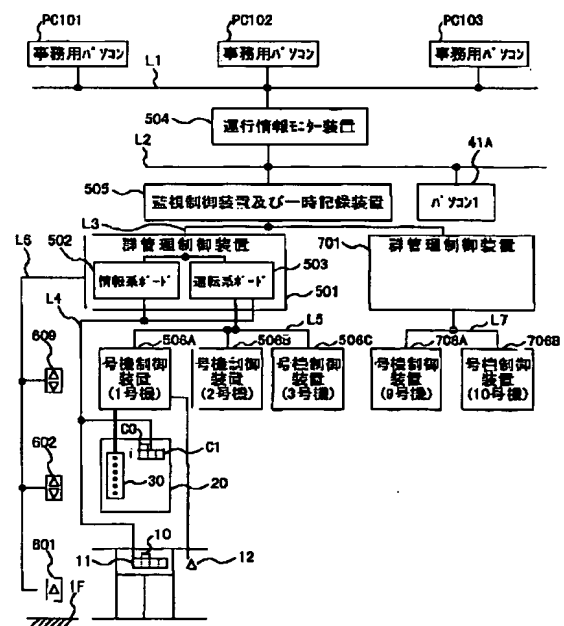 PC101 PC102 PC103
事務用パソコン 事務用パソコン 事務用パソコン
L1
504
運行情報モニター装置
L2
41A
505
監視制御装置及び一時記録装置
パソコン1
L3
L6
502 群管理制御装置 503
701 群管理制御装置
情報系ボード 運転系ボード
L4
501
L5
L7
506A 506B 506C 706A 706B
号機制御装置(1号機)
号機制御装置(2号機)
号機制御装置(3号機)
号機制御装置(9号機)
号機制御装置(10号機)
609
C0
C1
i
602
30
20
10
11
12
601
1F